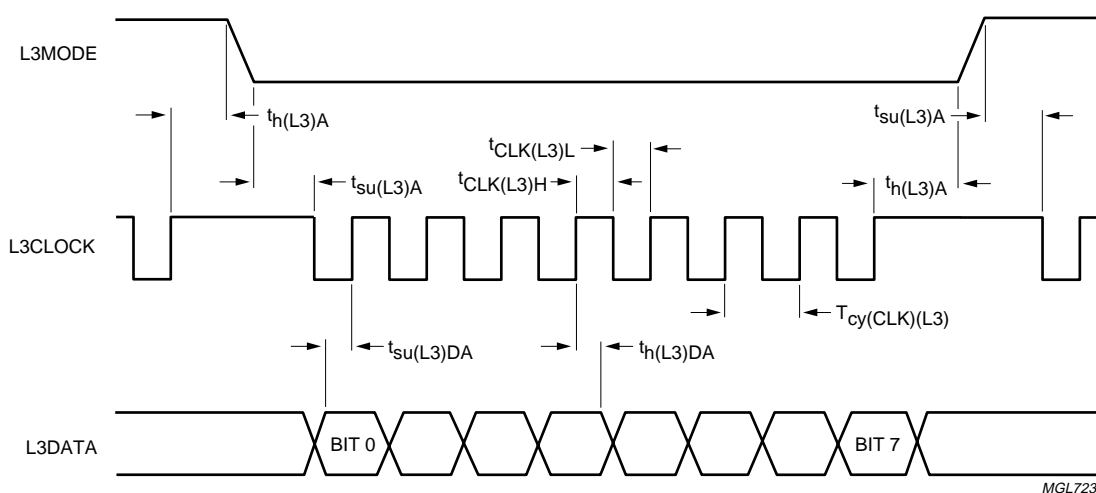 L3MODE
th(L3)A
tsu(L3)A
tCLK(L3)L
tsu(L3)A
tCLK(L3)H
th(L3)A
L3CLOCK
Tcy(CLK)(L3)
tsu(L3)DA
th(L3)DA
L3DATA
BIT 0
BIT 7
MGL723